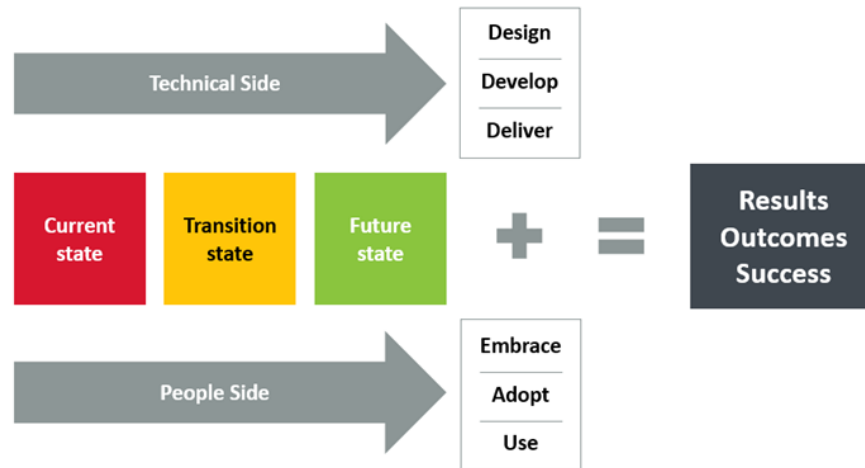 Technical Side
Design
Develop
Deliver
Current
state
Transition
state
Future
state
+
=
Results
Outcomes
Success
People Side
Embrace
Adopt
Use